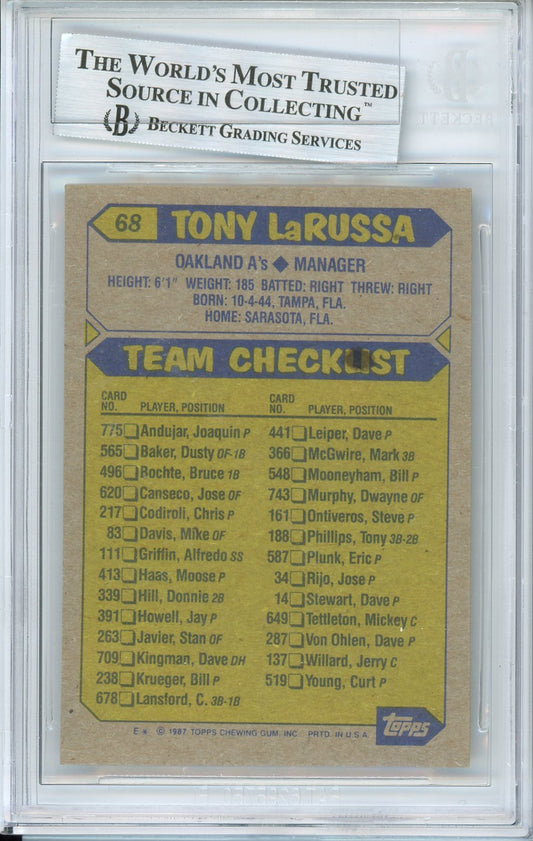 THE WORLD'S MOST TRUSTED
SOURCE IN COLLECTING™
B BECKETT GRADING SERVICES
68 TONY LaRUSSA
OAKLAND A's ◆ MANAGER
HEIGHT: 6'1" WEIGHT: 185 BATTED: RIGHT THREW: RIGHT
BORN: 10-4-44, TAMPA, FLA.
HOME: SARASOTA, FLA.
TEAM CHECKLIST
CARD NO. PLAYER, POSITION
775 Andujar, Joaquin P
565 Baker, Dusty OF-1B
496 Rochte, Bruce 1B
620 Canseco, Jose OF
217 Codiroli, Chris P
83 Davis, Mike OF
111 Griffin, Alfredo SS
413 Haas, Moose P
339 Hill, Donnie 2B
391 Howell, Jay P
263 Javier, Stan OF
709 Kingman, Dave DH
238 Krueger, Bill P
678 Lansford, C. 3B-1B
CARD NO. PLAYER, POSITION
441 Leiper, Dave P
366 McGwire, Mark 3B
548 Mooneyham, Bill P
743 Murphy, Dwayne OF
161 Ontiveros, Steve P
188 Phillips, Tony 3B-2B
587 Plunk, Eric P
34 Rijo, Jose P
14 Stewart, Dave P
649 Tettleton, Mickey C
287 Von Ohlen, Dave P
137 Willard, Jerry C
519 Young, Curt P
topps
E * © 1987 TOPPS CHEWING GUM, INC. PRTD. IN U.S.A.